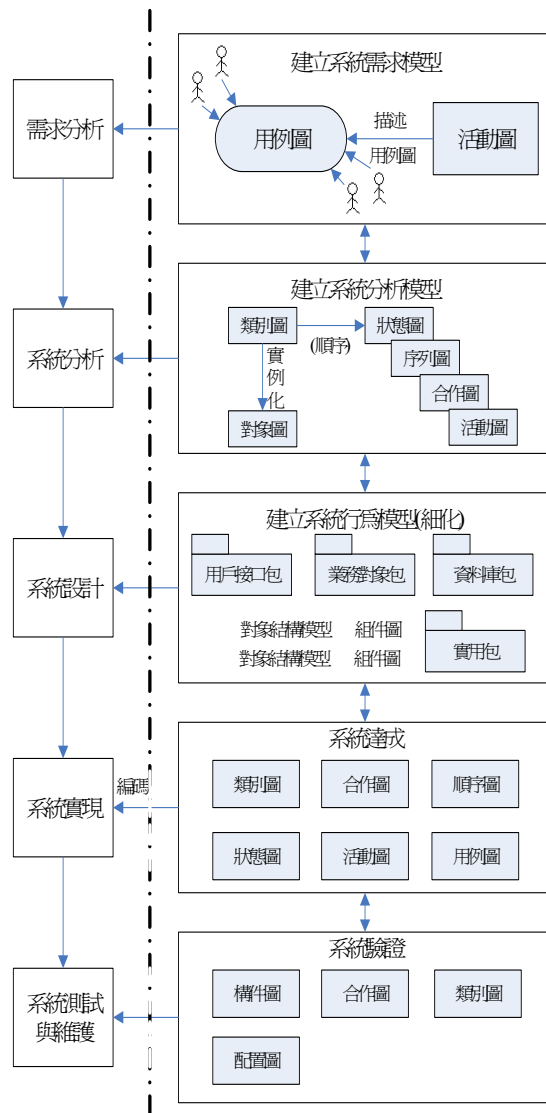 建立系統需求模型
需求分析
用例圖
描述
用例圖
活動圖
建立系統分析模型
系統分析
類別圖
(順序)
狀態圖
序列圖
合作圖
活動圖
實
例
化
對象圖
建立系統行爲模型(細化)
系統設計
用戶接口包
業務對象包
資料庫包
對象結構模型 組件圖
對象結構模型 組件圖
實用包
系統達成
系統實現
編碼
類別圖
合作圖
順序圖
狀態圖
活動圖
用例圖
系統驗證
系統測試
與維護
構件圖
合作圖
類別圖
配置圖